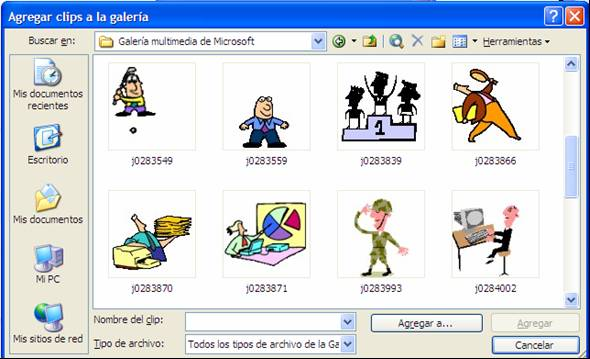 Agregar clips a la galería
Buscar en:
Galería multimedia de Microsoft
Herramientas
Mis documentos
recientes
Escritorio
Mis documentos
Mi PC
Mis sitios de red
j0283549
j0283559
1
j0283839
j0283866
j0283870
j0283871
j0283993
j0284002
Nombre del clip:
Agregar a...
Agregar
Tipo de archivo:
Todos los tipos de archivo de la Ga
Cancelar